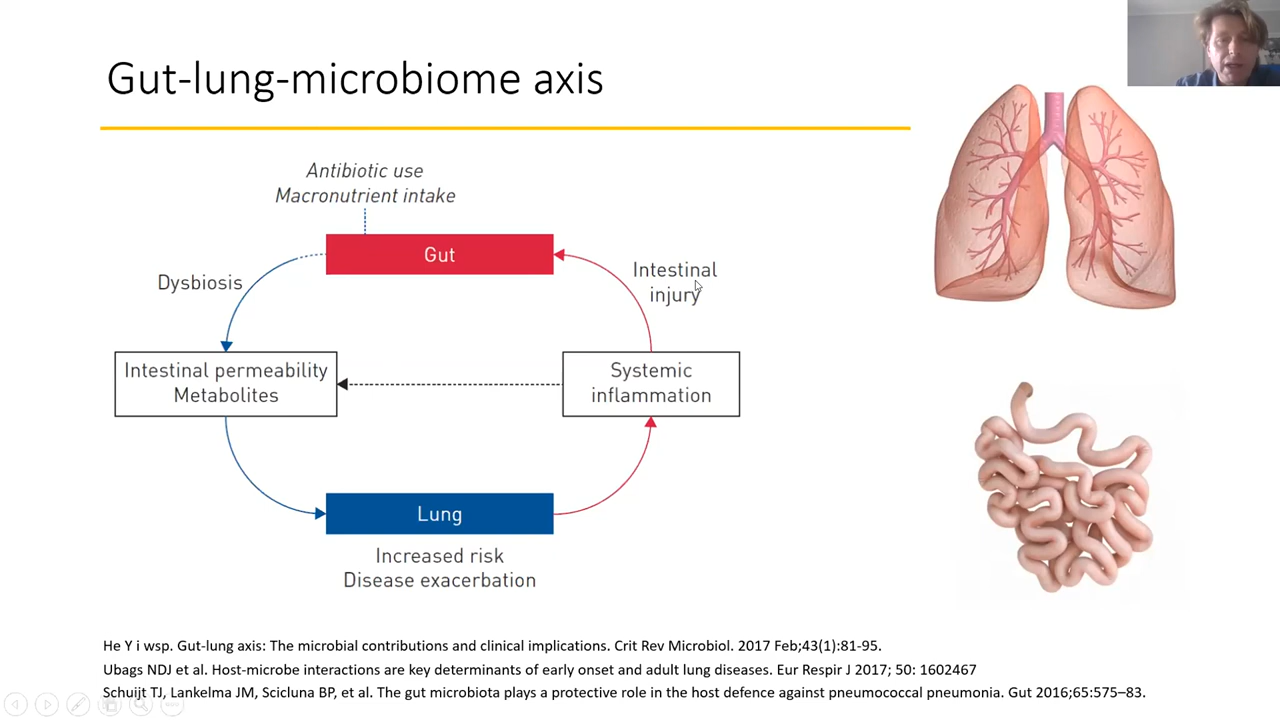 Gut-lung-microbiome axis
Antibiotic use
Macronutrient intake
Gut
Dysbiosis
Intestinal
injury
Intestinal permeability
Metabolites
Systemic
inflammation
Lung
Increased risk
Disease exacerbation
He Y i wsp. Gut-lung axis: The microbial contributions and clinical implications. Crit Rev Microbiol. 2017 Feb;43(1):81-95.
Ubags NDJ et al. Host-microbe interactions are key determinants of early onset and adult lung diseases. Eur Respir J 2017; 50: 1602467
Schuijt TJ, Lankelma JM, Scicluna BP, et al. The gut microbiota plays a protective role in the host defence against pneumococcal pneumonia. Gut 2016;65:575–83.